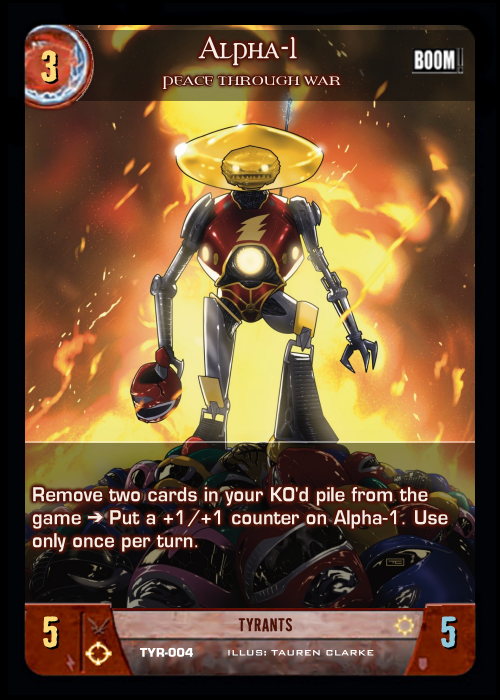 3
Alpha-1
PEACE THROUGH WAR
BOOM!
Remove two cards in your KO'd pile from the
game ➔ Put a +1/+1 counter on Alpha-1. Use
only once per turn.
5
TYRANTS
5
TYR-004
ILLUS: TAUREN CLARKE